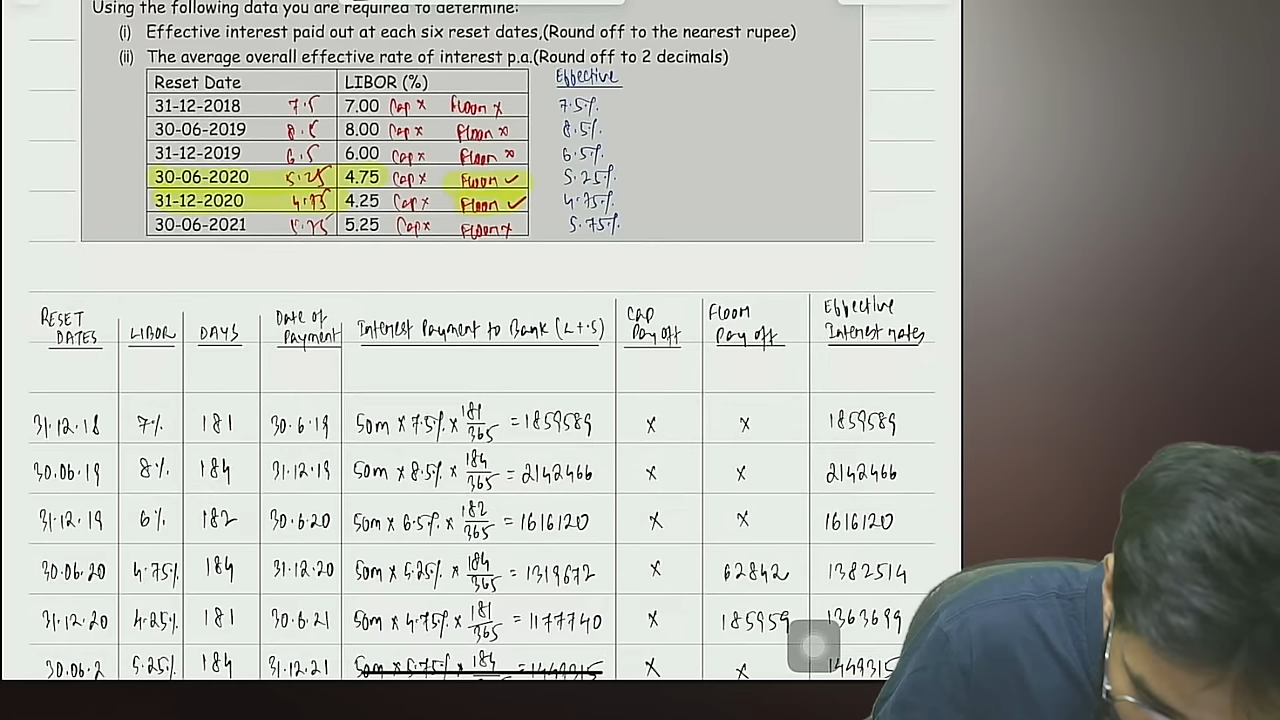 Using the following data you are required to determine:
(i) Effective interest paid out at each six reset dates,(Round off to the nearest rupee)
(ii) The average overall effective rate of interest p.a.(Round off to 2 decimals)
Reset Date LIBOR (%) Effective
31-12-2018 7.5 7.00 Cap x Floor x 7.5%
30-06-2019 8.5 8.00 Cap x Floor x 8.5%
31-12-2019 6.5 6.00 Cap x Floor x 6.5%
30-06-2020 5.25 4.75 Cap x Floor ✓ 5.25%
31-12-2020 4.75 4.25 Cap x Floor ✓ 4.75%
30-06-2021 5.75 5.25 Cap x Floor x 5.75%
RESET DATES LIBOR DAYS Date of Payment Interest Payment to Bank (L+.5) Cap Pay off Floor Pay off Effective Interest rates
31.12.18 7% 181 30.6.19 50m x 7.5% x 181/365 = 1859589 x x 1859589
30.06.19 8% 184 31.12.19 50m x 8.5% x 184/365 = 2142466 x x 2142466
31.12.19 6% 182 30.6.20 50m x 6.5% x 182/365 = 1616120 x x 1616120
30.06.20 4.75% 184 31.12.20 50m x 5.25% x 184/365 = 1319672 x 62842 1382514
31.12.20 4.25% 181 30.6.21 50m x 4.75% x 181/365 = 1177740 x 185959 1363699
30.06.2 5.25% 184 31.12.21 50m x 5.75% x 184 = 1449315 x x 1449315